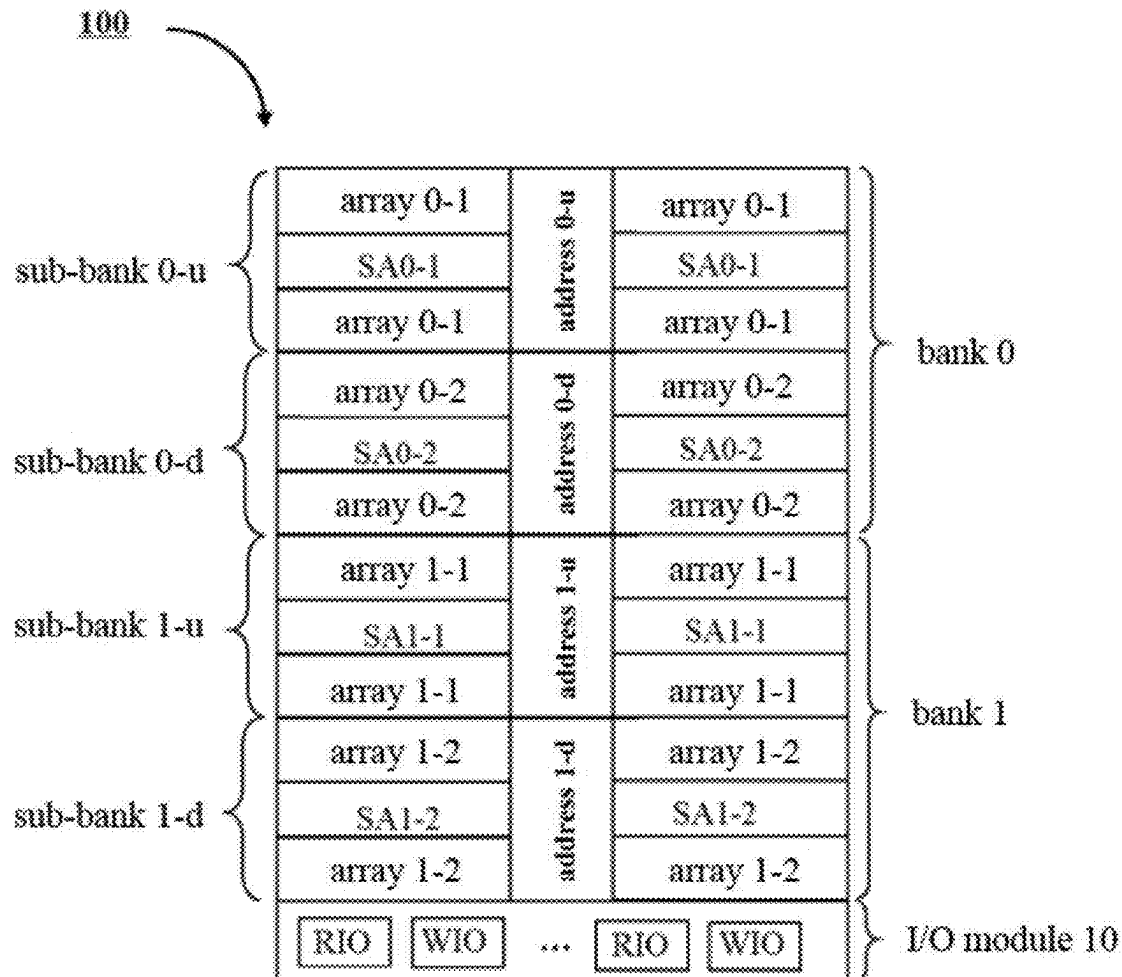 100
array 0-1 array 0-1
sub-bank 0-u SA0-1 address 0-u SA0-1
array 0-1 array 0-1
bank 0
array 0-2 array 0-2
sub-bank 0-d SA0-2 address 0-d SA0-2
array 0-2 array 0-2
array 1-1 array 1-1
sub-bank 1-u SA1-1 address 1-u SA1-1
array 1-1 array 1-1
bank 1
array 1-2 array 1-2
sub-bank 1-d SA1-2 address 1-d SA1-2
array 1-2 array 1-2
RIO WIO ... RIO WIO I/O module 10